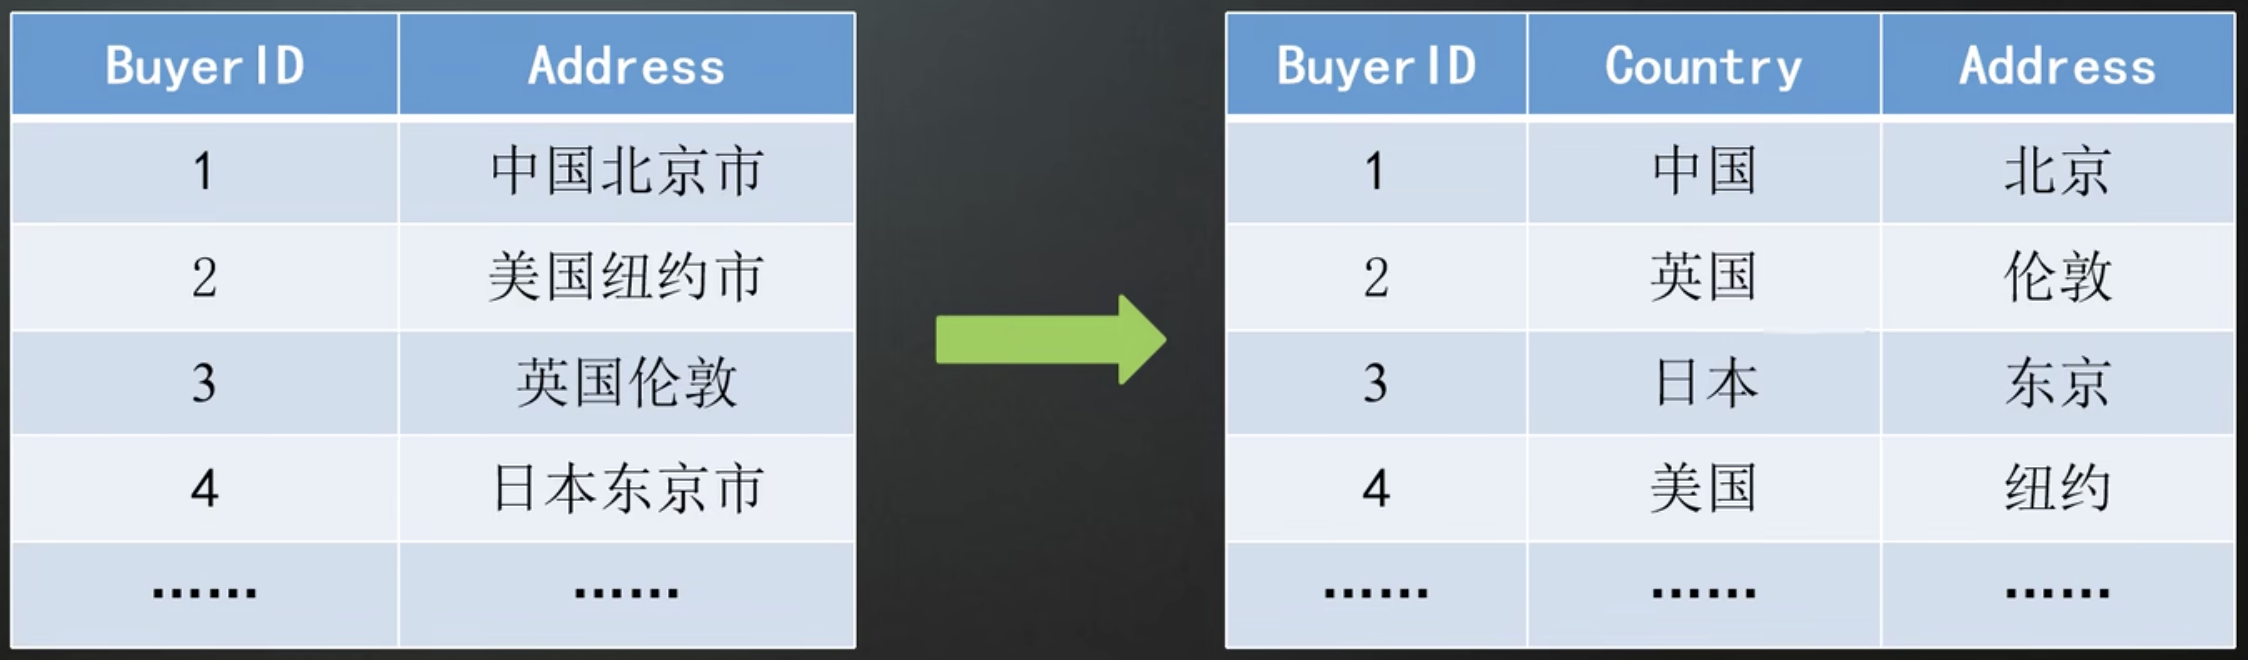 BuyerID Address
1 中国北京市
2 美国纽约市
3 英国伦敦
4 日本东京市
…… ……
BuyerID Country Address
1 中国 北京
2 英国 伦敦
3 日本 东京
4 美国 纽约
…… …… ……